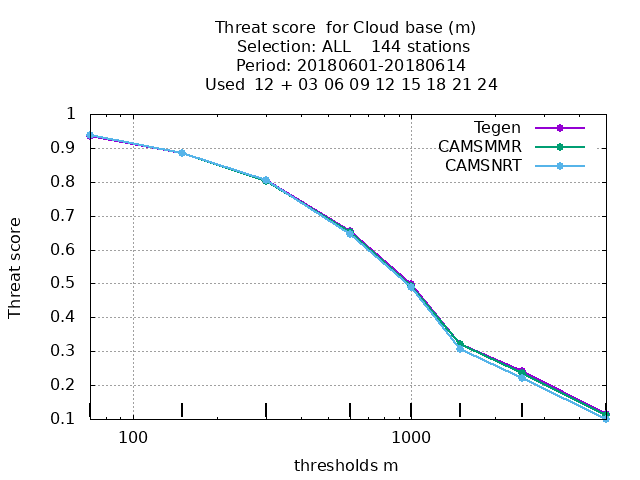 Threat score  for Cloud base (m)
Selection: ALL    144 stations
Period: 20180601-20180614
Used  12 + 03 06 09 12 15 18 21 24
Tegen
CAMSMMR
CAMSNRT
1
0.9
0.8
0.7
0.6
0.5
0.4
0.3
0.2
0.1
Threat score
100
1000
thresholds m